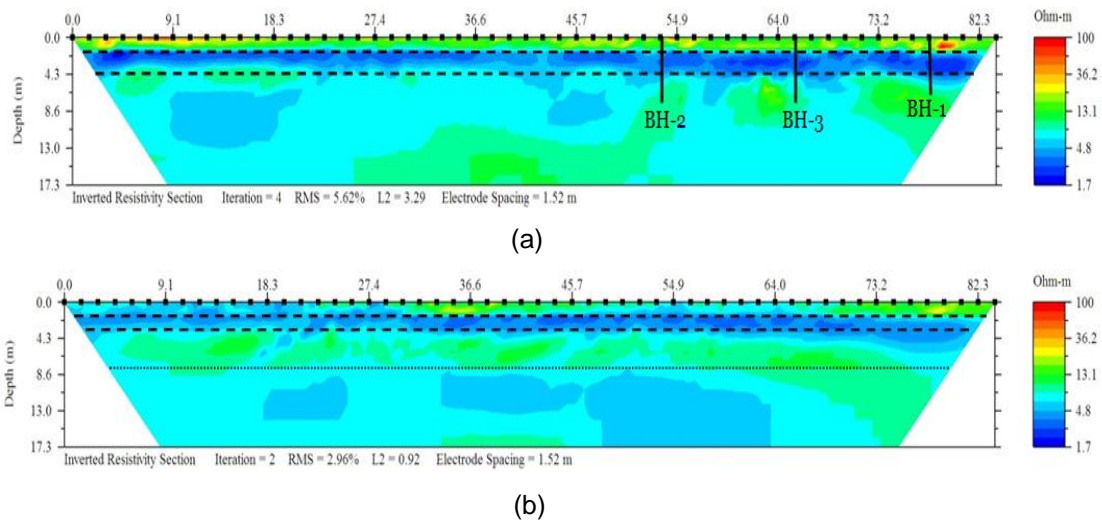 0.0 9.1 18.3 27.4 36.6 45.7 54.9 64.0 73.2 82.3 Ohm-m
0.0 100
4.3 36.2
8.6 13.1
BH-2 BH-3 BH-1
13.0 4.8
17.3 1.7
Depth (m)
Inverted Resistivity Section Iteration = 4 RMS = 5.62% L2 = 3.29 Electrode Spacing = 1.52 m
(a)
0.0 9.1 18.3 27.4 36.6 45.7 54.9 64.0 73.2 82.3 Ohm-m
0.0 100
4.3 36.2
8.6 13.1
13.0 4.8
17.3 1.7
Depth (m)
Inverted Resistivity Section Iteration = 2 RMS = 2.96% L2 = 0.92 Electrode Spacing = 1.52 m
(b)